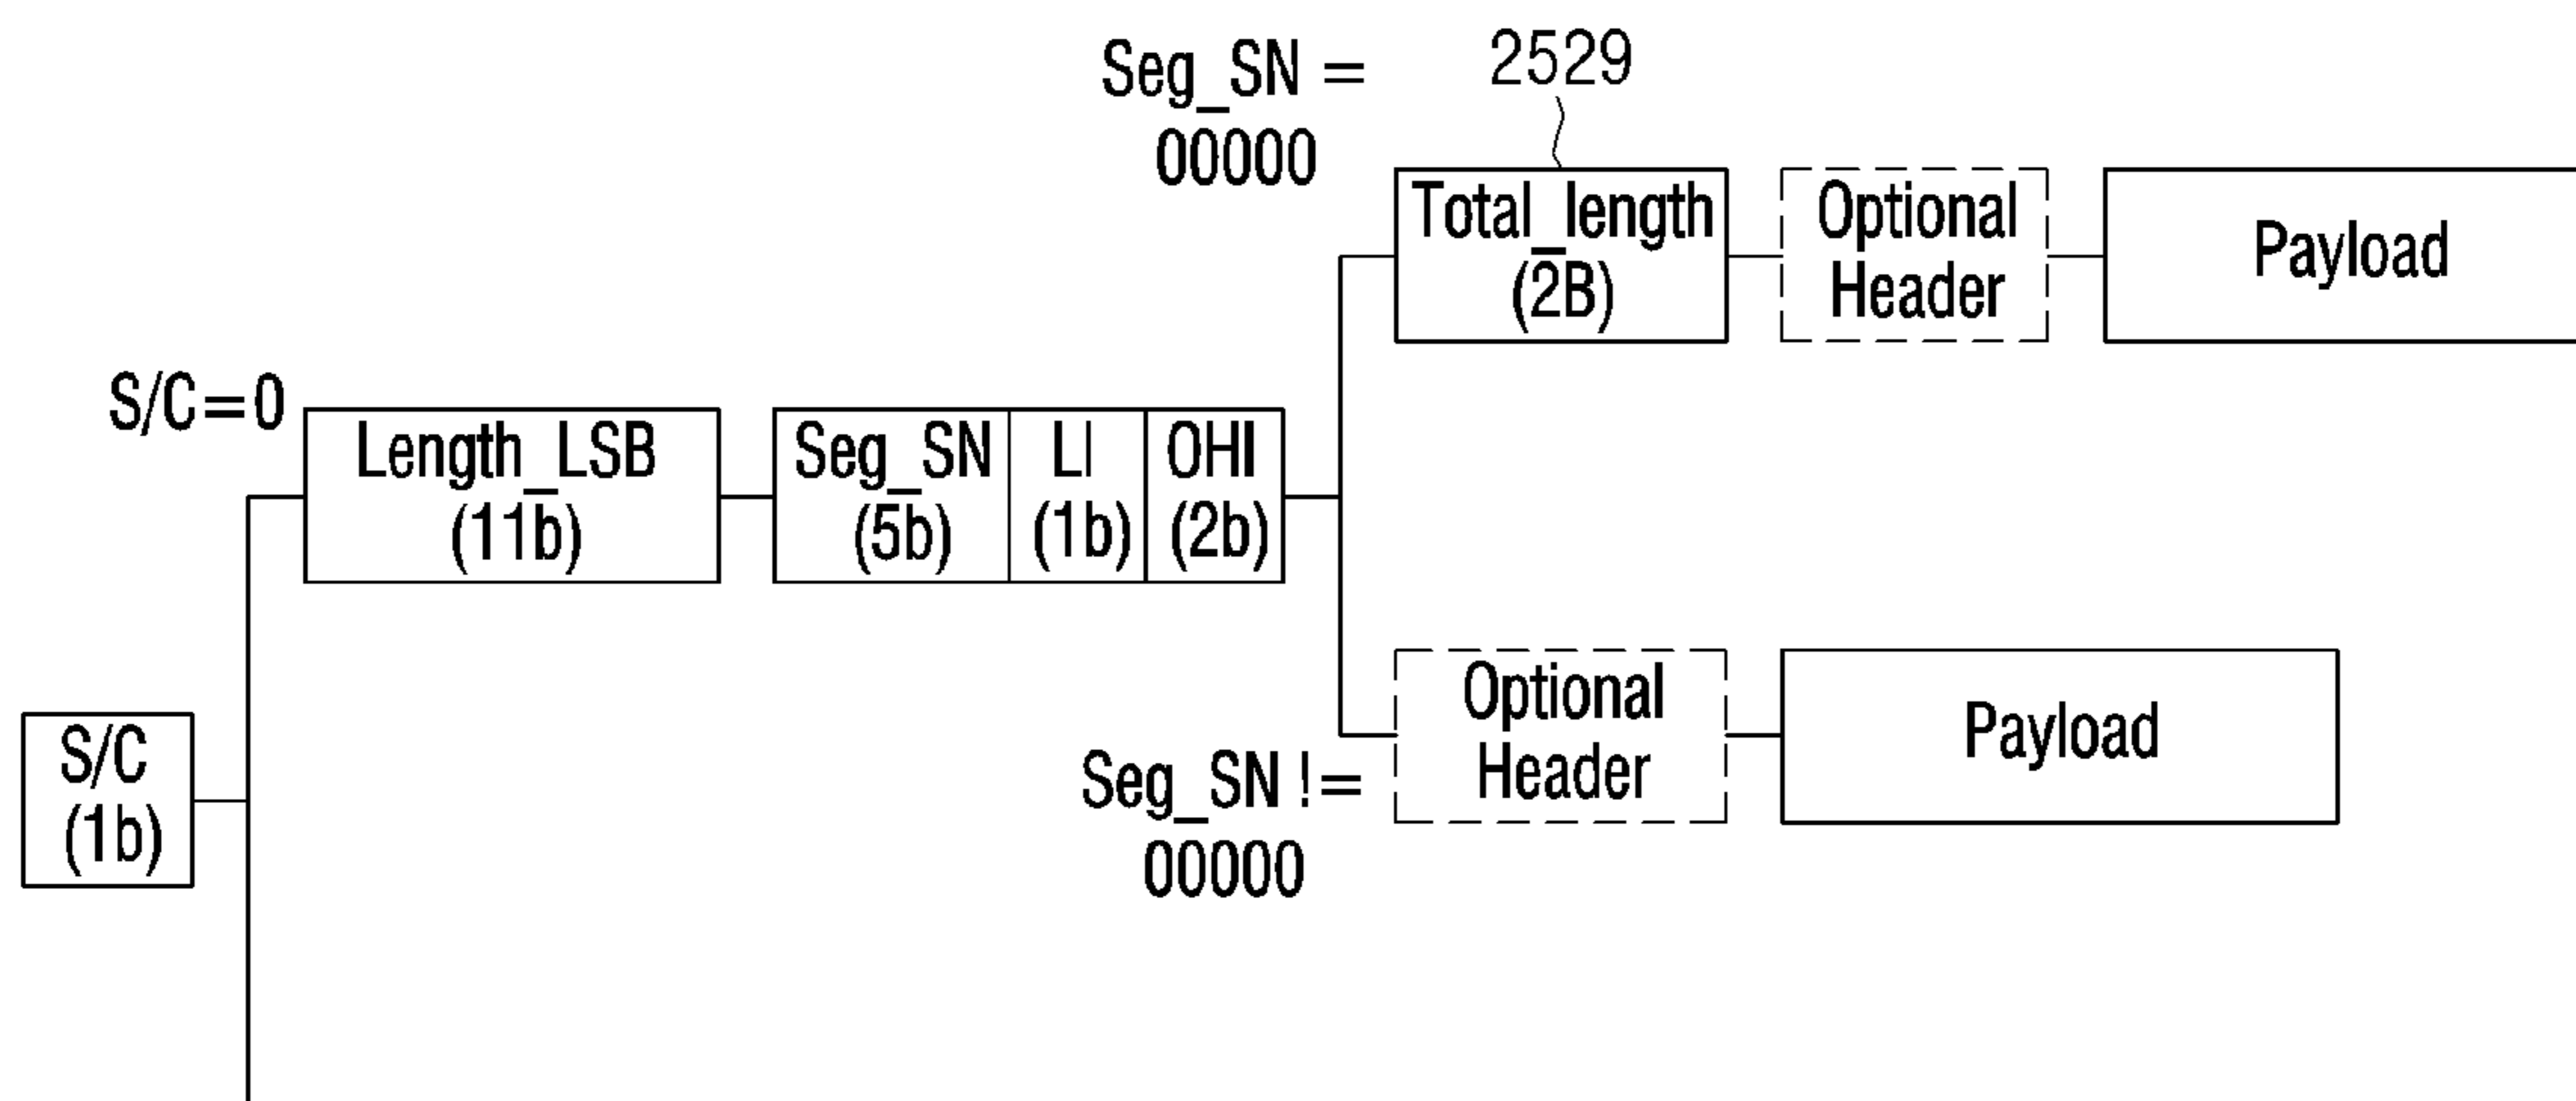 Seg_SN =
00000
2529
Total_length
(2B)
Optional
Header
Payload
S/C=0
Length_LSB
(11b)
Seg_SN
(5b)
LI
(1b)
OHI
(2b)
Optional
Header
Payload
Seg_SN !=
00000
S/C
(1b)